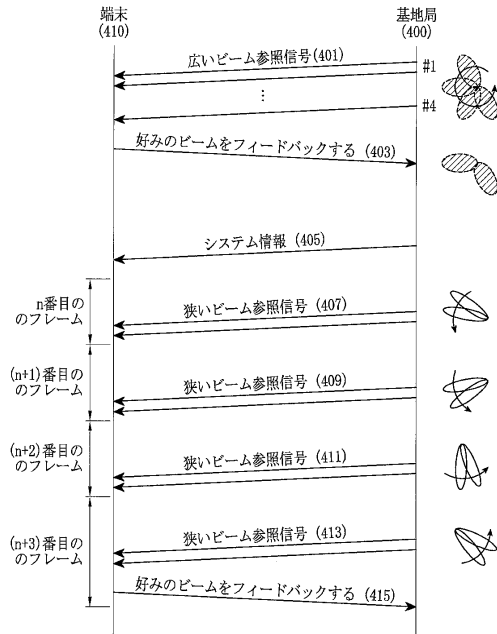 端末
(410)
基地局
(400)
広いビーム参照信号(401)
#1
⋮
#4
好みのビームをフィードバックする (403)
システム情報 (405)
n番目の
のフレーム
狭いビーム参照信号 (407)
(n+1)番目の
のフレーム
狭いビーム参照信号 (409)
(n+2)番目の
のフレーム
狭いビーム参照信号 (411)
(n+3)番目の
のフレーム
狭いビーム参照信号 (413)
好みのビームをフィードバックする (415)